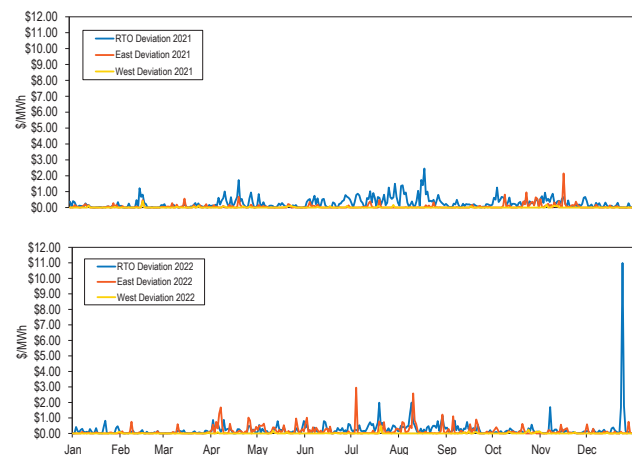 $12.00
$11.00
$10.00
$9.00
$8.00
$7.00
$6.00
$5.00
$4.00
$3.00
$2.00
$1.00
$0.00
$/MWh
RTO Deviation 2021
East Deviation 2021
West Deviation 2021
$12.00
$11.00
$10.00
$9.00
$8.00
$7.00
$6.00
$5.00
$4.00
$3.00
$2.00
$1.00
$0.00
$/MWh
RTO Deviation 2022
East Deviation 2022
West Deviation 2022
Jan Feb Mar Apr May Jun Jul Aug Sep Oct Nov Dec